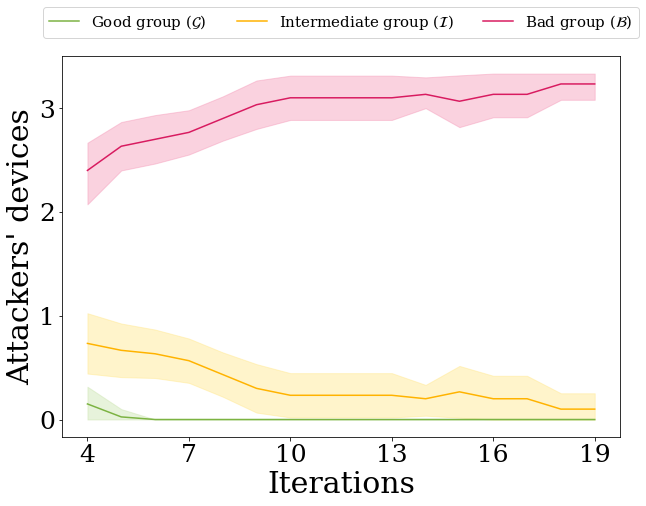 Good group (𝒢) Intermediate group (ℐ) Bad group (ℬ)
Attackers' devices
3
2
1
0
4 7 10 13 16 19
Iterations